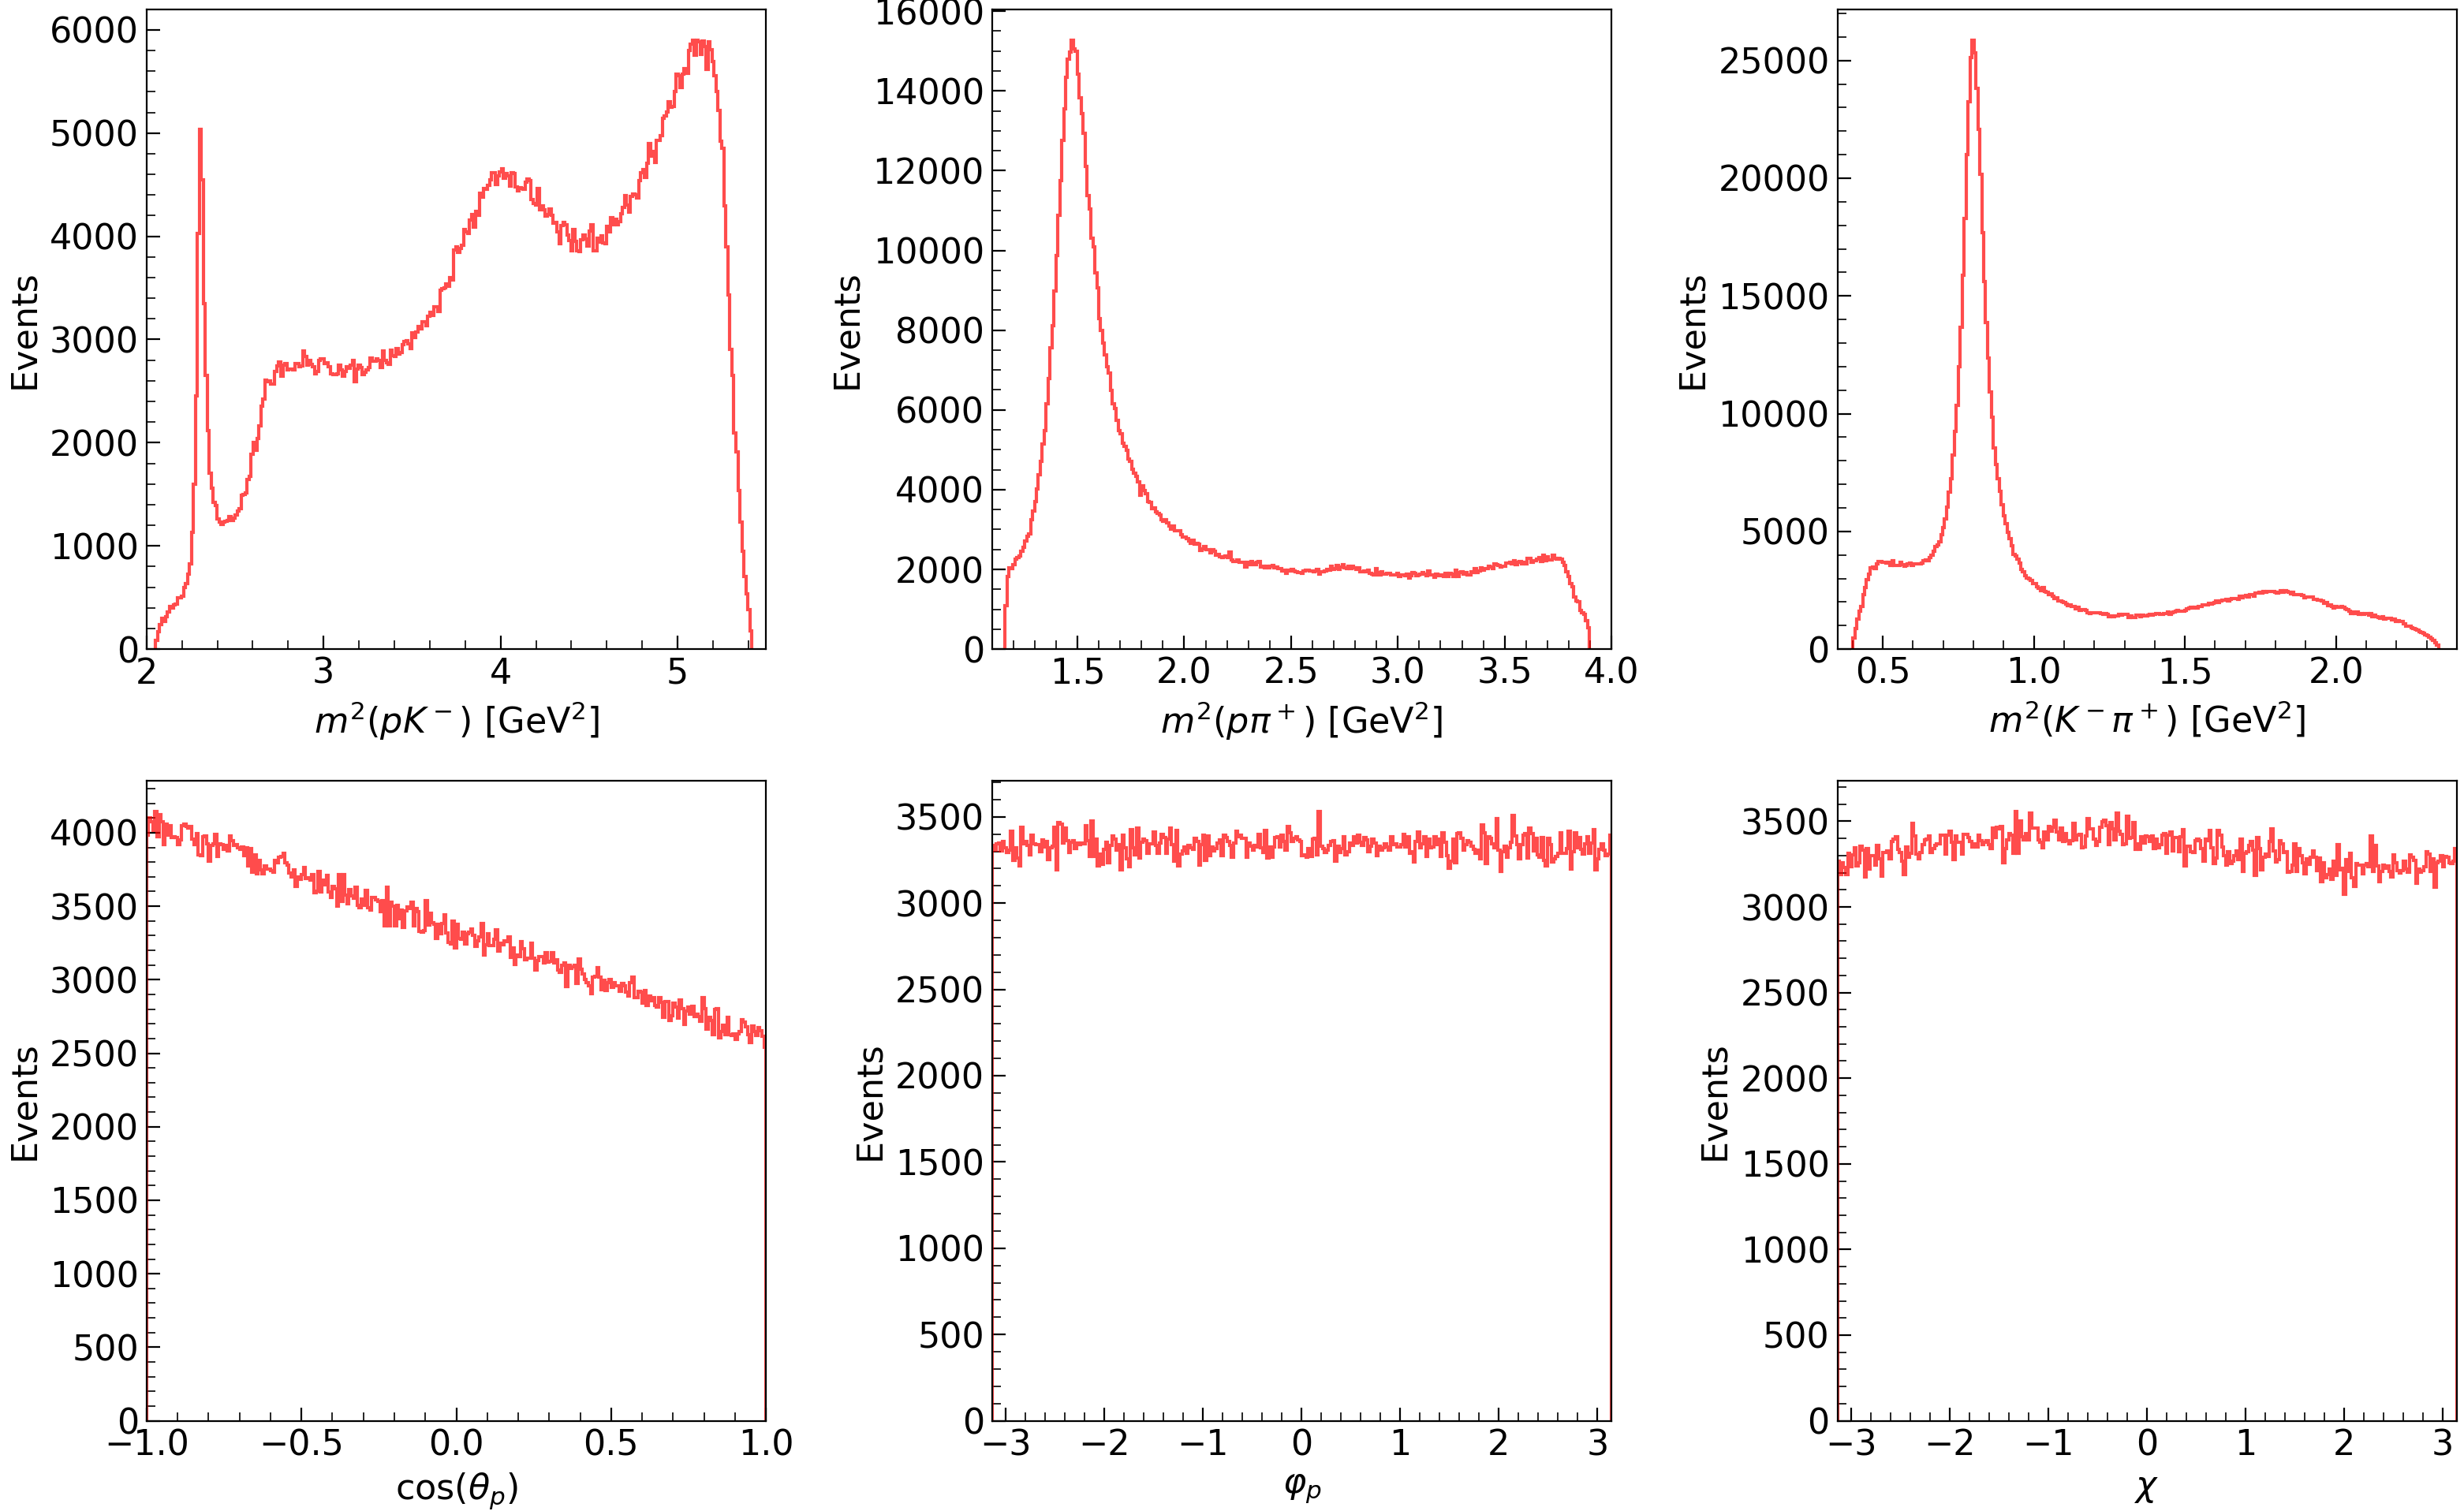 Events
6000
5000
4000
3000
2000
1000
0
2 3 4 5
m²(pK⁻) [GeV²]
Events
16000
14000
12000
10000
8000
6000
4000
2000
0
1.5 2.0 2.5 3.0 3.5 4.0
m²(pπ⁺) [GeV²]
Events
25000
20000
15000
10000
5000
0
0.5 1.0 1.5 2.0
m²(K⁻π⁺) [GeV²]
Events
4000
3500
3000
2500
2000
1500
1000
500
0
−1.0 −0.5 0.0 0.5 1.0
cos(θₚ)
Events
3500
3000
2500
2000
1500
1000
500
0
−3 −2 −1 0 1 2 3
φₚ
Events
3500
3000
2500
2000
1500
1000
500
0
−3 −2 −1 0 1 2 3
χ